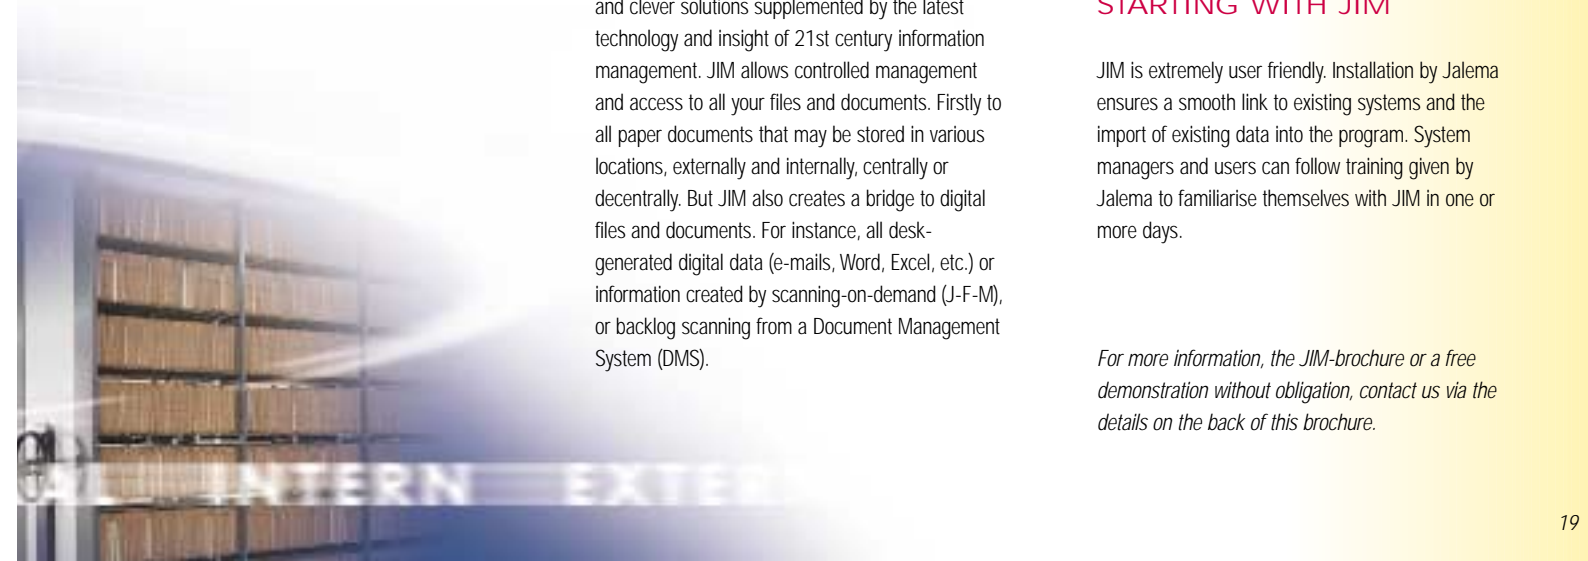 and clever solutions supplemented by the latest
technology and insight of 21st century information
management. JIM allows controlled management
and access to all your files and documents. Firstly to
all paper documents that may be stored in various
locations, externally and internally, centrally or
decentrally. But JIM also creates a bridge to digital
files and documents. For instance, all desk-
generated digital data (e-mails, Word, Excel, etc.) or
information created by scanning-on-demand (J-F-M),
or backlog scanning from a Document Management
System (DMS).
STARTING WITH JIM
JIM is extremely user friendly. Installation by Jalema
ensures a smooth link to existing systems and the
import of existing data into the program. System
managers and users can follow training given by
Jalema to familiarise themselves with JIM in one or
more days.
For more information, the JIM-brochure or a free
demonstration without obligation, contact us via the
details on the back of this brochure.
INTERN EXTER
19